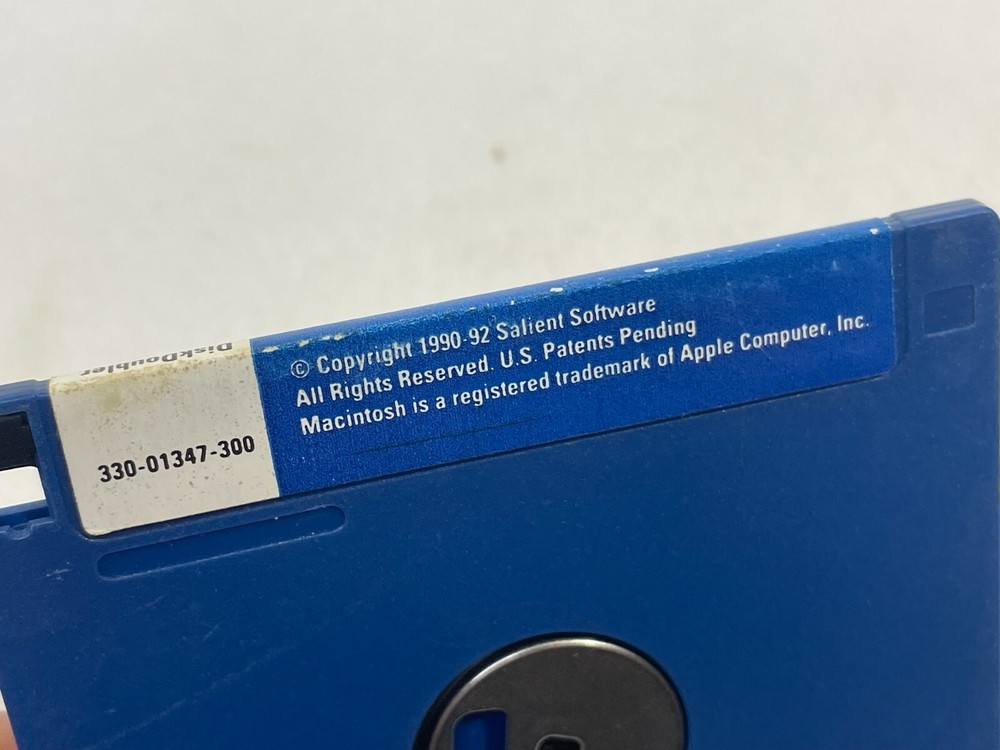 DiskDoubler
330-01347-300
© Copyright 1990-92 Salient Software
All Rights Reserved. U.S. Patents Pending
Macintosh is a registered trademark of Apple Computer, Inc.